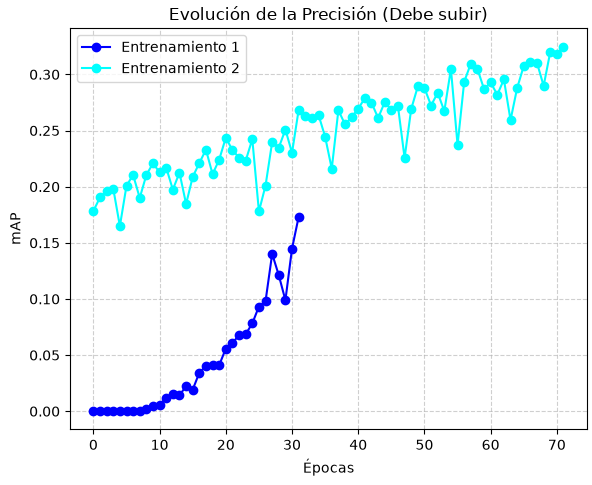 Evolución de la Precisión (Debe subir)
Entrenamiento 1
Entrenamiento 2
mAP
0.30
0.25
0.20
0.15
0.10
0.05
0.00
0 10 20 30 40 50 60 70
Épocas